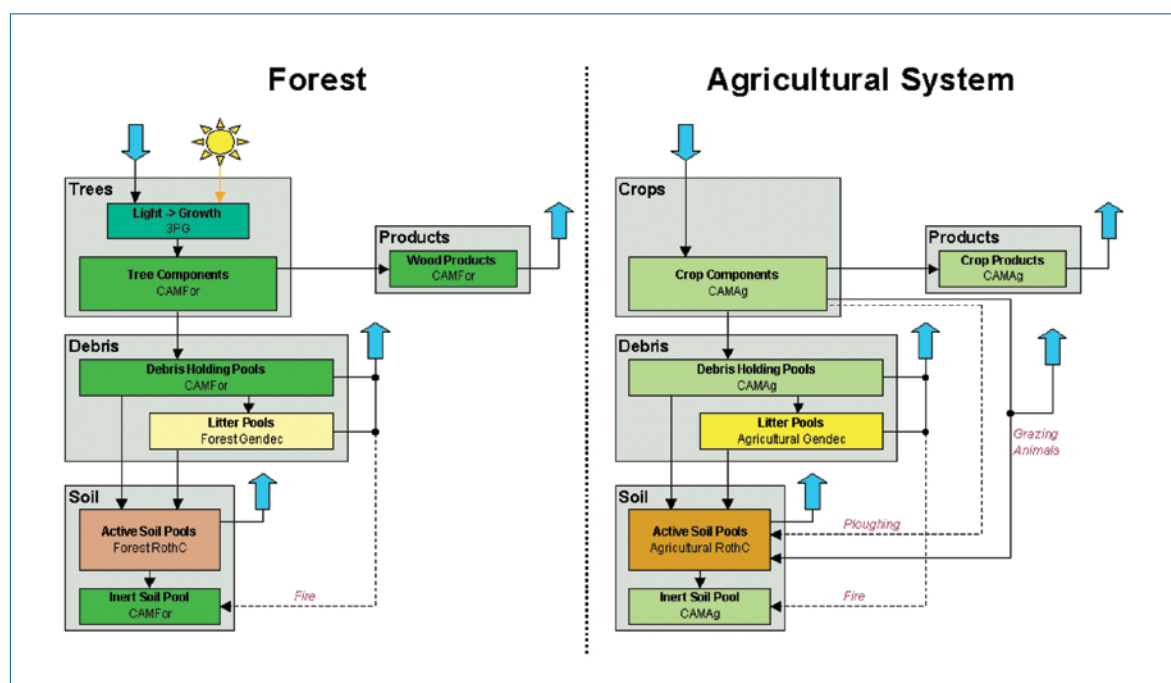 Forest
Trees
Light -> Growth
3PG
Tree Components
CAMFor
Products
Wood Products
CAMFor
Debris
Debris Holding Pools
CAMFor
Litter Pools
Forest Gendec
Soil
Active Soil Pools
Forest RothC
Inert Soil Pool
CAMFor
Fire
Agricultural System
Crops
Crop Components
CAMAg
Products
Crop Products
CAMAg
Debris
Debris Holding Pools
CAMAg
Litter Pools
Agricultural Gendec
Grazing
Animals
Soil
Active Soil Pools
Agricultural RothC
Ploughing
Inert Soil Pool
CAMAg
Fire